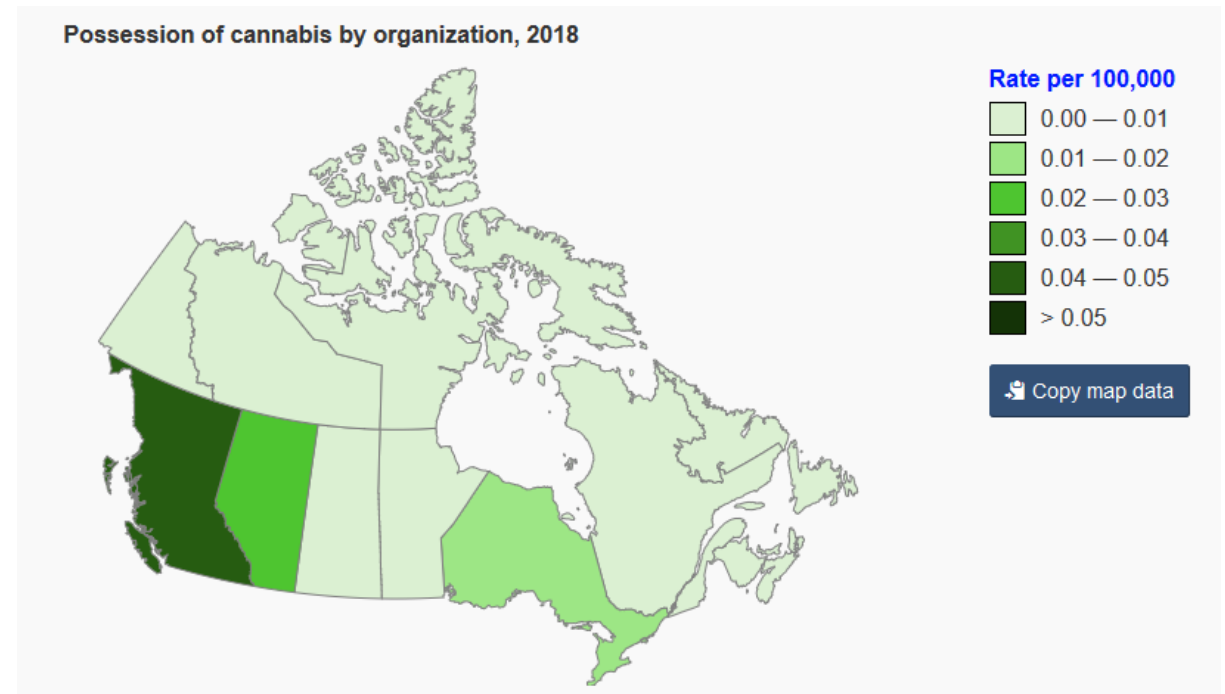 Possession of cannabis by organization, 2018
Rate per 100,000
0.00 — 0.01
0.01 — 0.02
0.02 — 0.03
0.03 — 0.04
0.04 — 0.05
> 0.05
Copy map data